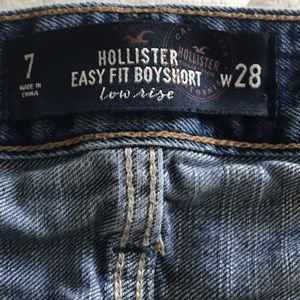 7
MADE IN
CHINA
HOLLISTER
EASY FIT BOYSHORT
low rise
W28
HOLLISTER